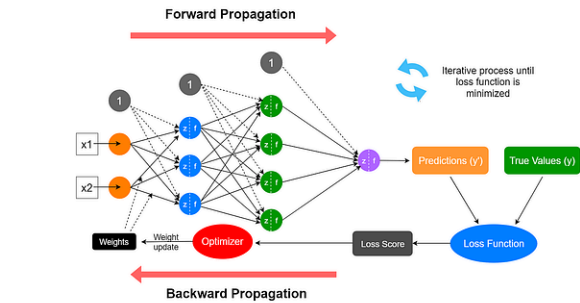 Forward Propagation
1
1
1
Iterative process until
loss function is
minimized
z f
z f
z f
z f
z f
z f
z f
z f
x1
x2
Predictions (y')
True Values (y)
Weights
Weight
update
Optimizer
Loss Score
Loss Function
Backward Propagation